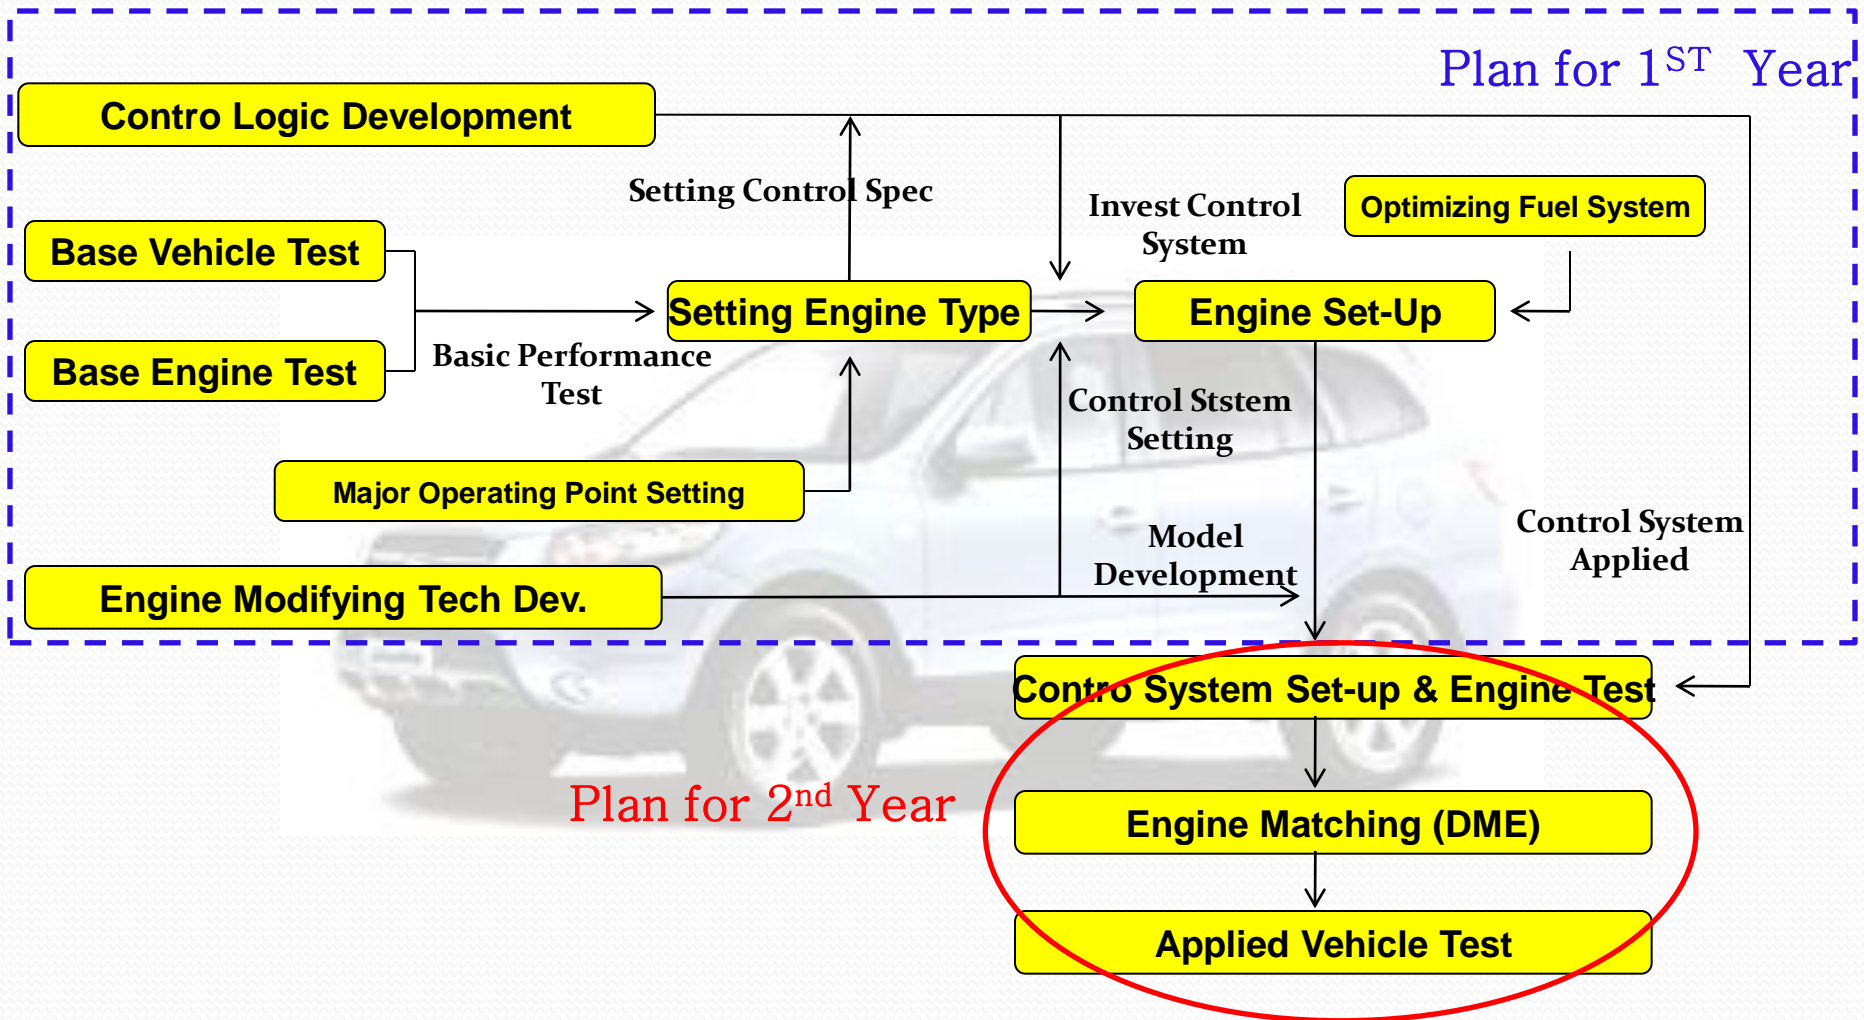 Plan for 1ST Year
Contro Logic Development
Setting Control Spec
Invest Control
System
Optimizing Fuel System
Base Vehicle Test
Setting Engine Type
Engine Set-Up
Base Engine Test
Basic Performance
Test
Control Ststem
Setting
Major Operating Point Setting
Model
Development
Control System
Applied
Engine Modifying Tech Dev.
Contro System Set-up & Engine Test
Plan for 2nd Year
Engine Matching (DME)
Applied Vehicle Test